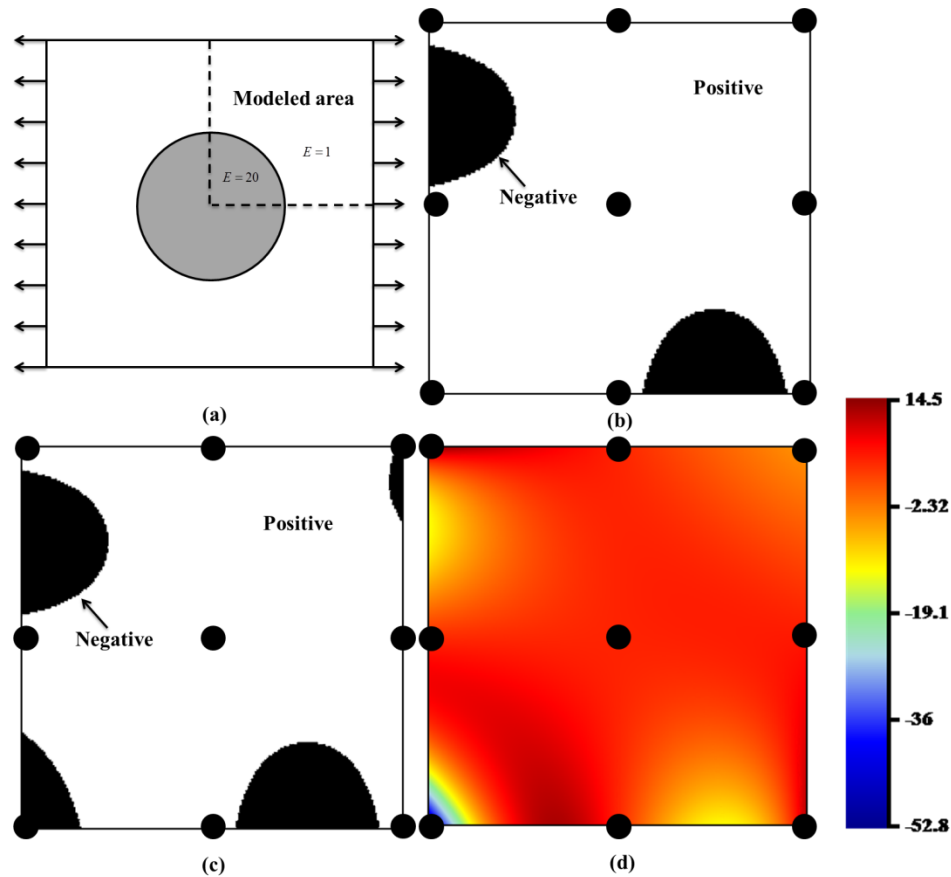 Modeled area
E = 1
E = 20
(a)
Positive
Negative
(b)
Positive
Negative
(c)
14.5
-2.32
-19.1
-36
-52.8
(d)